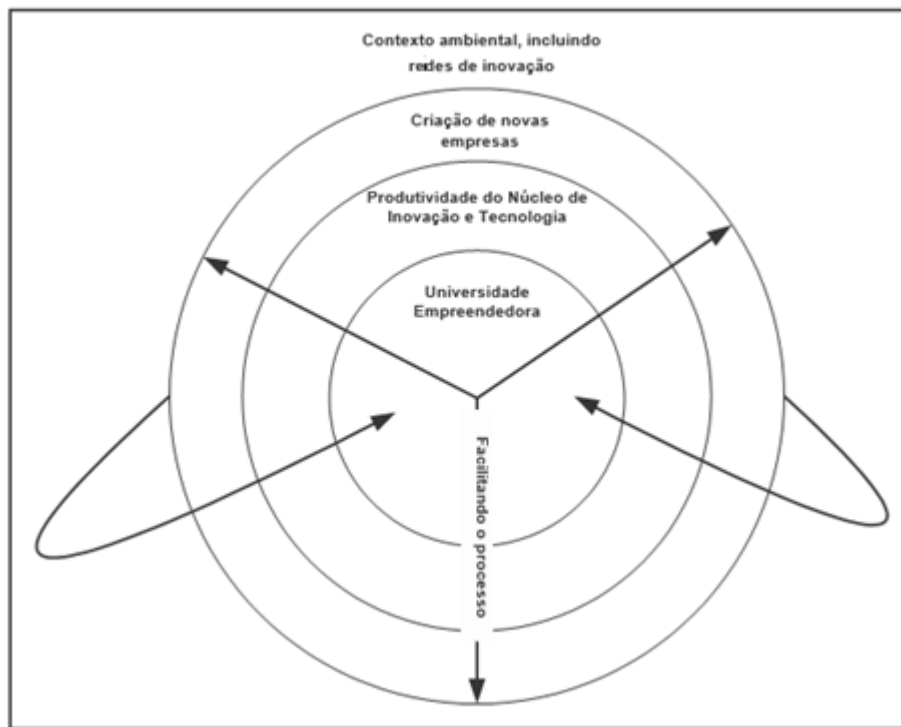 Contexto ambiental, incluindo
redes de inovação
Criação de novas
empresas
Produtividade do Núcleo de
Inovação e Tecnologia
Universidade
Empreendedora
Facilitando o processo